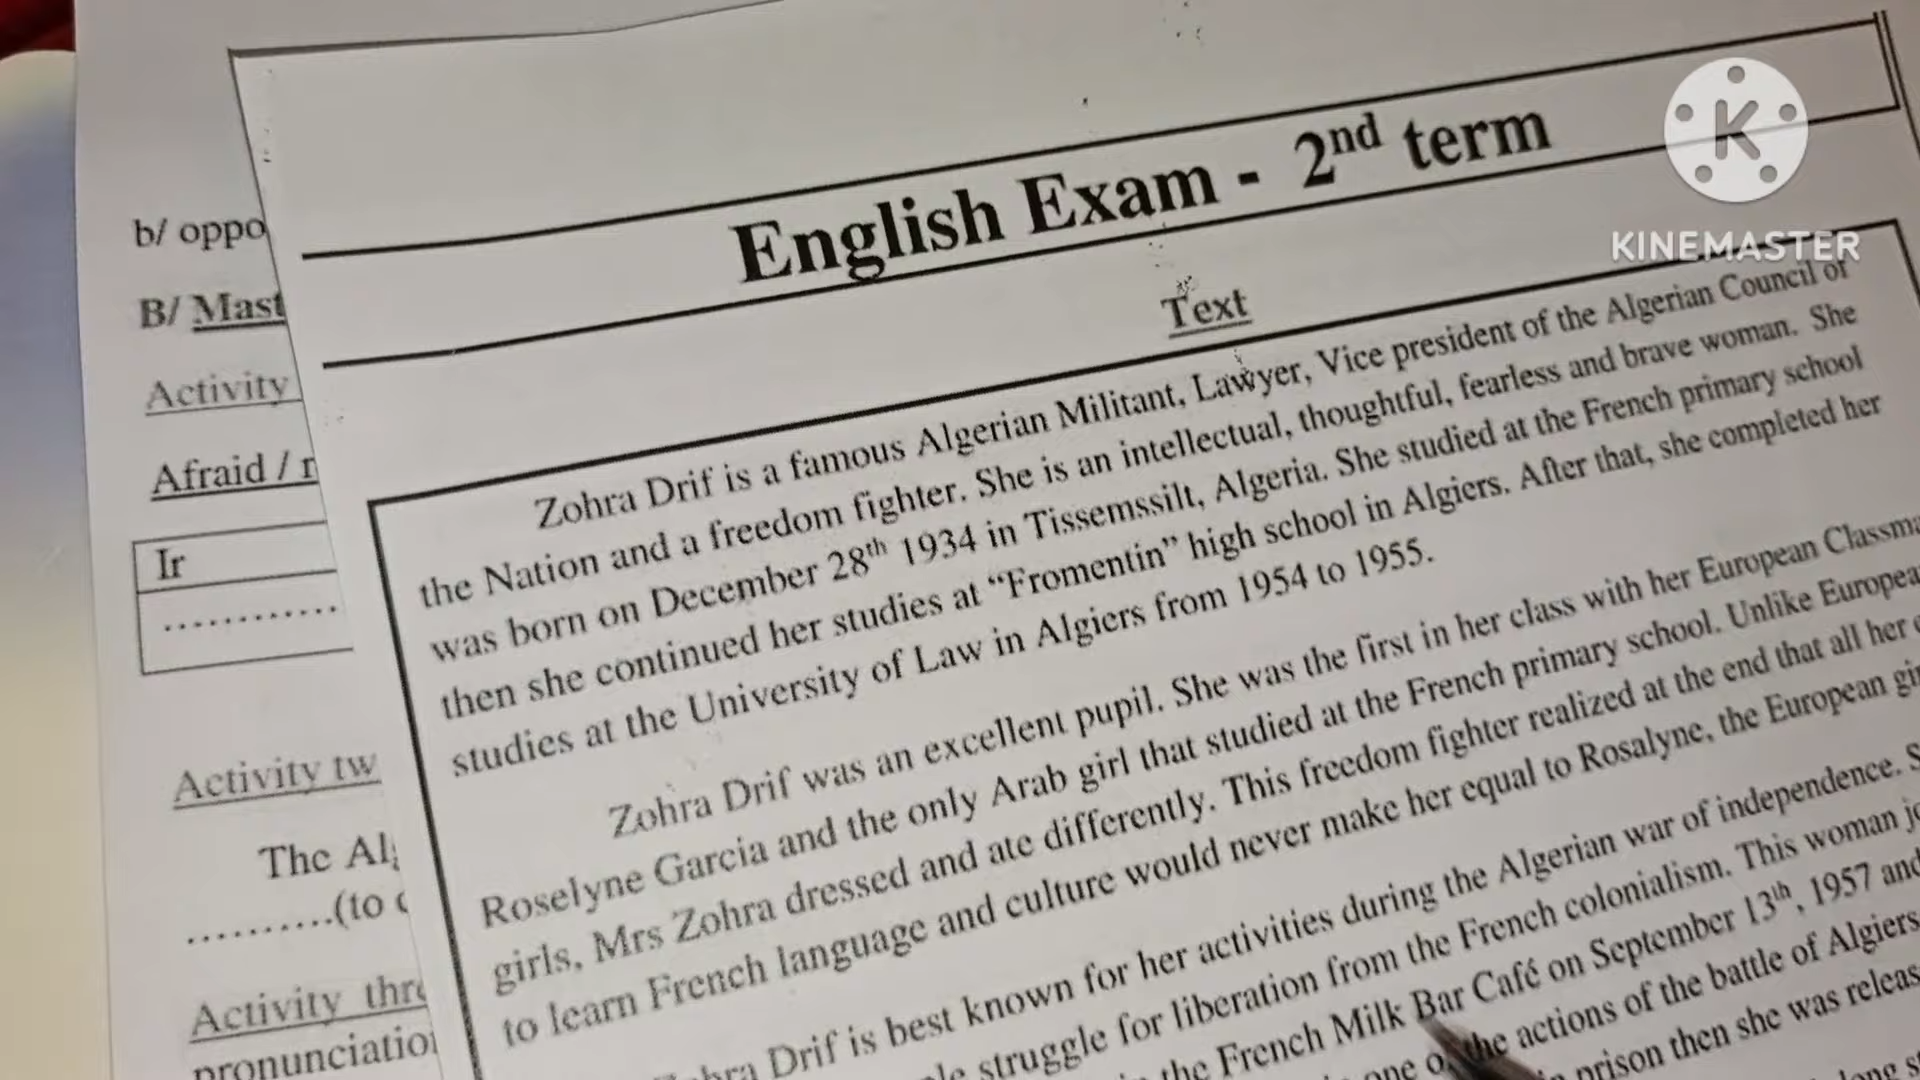 English Exam - 2nd term
KINEMASTER
Text
Zohra Drif is a famous Algerian Militant, Lawyer, Vice president of the Algerian Council of
the Nation and a freedom fighter. She is an intellectual, thoughtful, fearless and brave woman. She
was born on December 28th 1934 in Tissemssilt, Algeria. She studied at the French primary school
then she continued her studies at “Fromentin” high school in Algiers. After that, she completed her
studies at the University of Law in Algiers from 1954 to 1955.
Zohra Drif was an excellent pupil. She was the first in her class with her European Classma
Roselyne Garcia and the only Arab girl that studied at the French primary school. Unlike Europea
girls, Mrs Zohra dressed and ate differently. This freedom fighter realized at the end that all her
to learn French language and culture would never make her equal to Rosalyne, the European gi
Drif is best known for her activities during the Algerian war of independence. S
struggle for liberation from the French colonialism. This woman jo
the French Milk Bar Café on September 13th, 1957 and
one of the actions of the battle of Algiers
prison then she was releas
long
b/ oppo
B/ Mast
Activity
Afraid / r
Ir
............
Activity tw
The Al
..........(to
Activity thr
pronunciatio